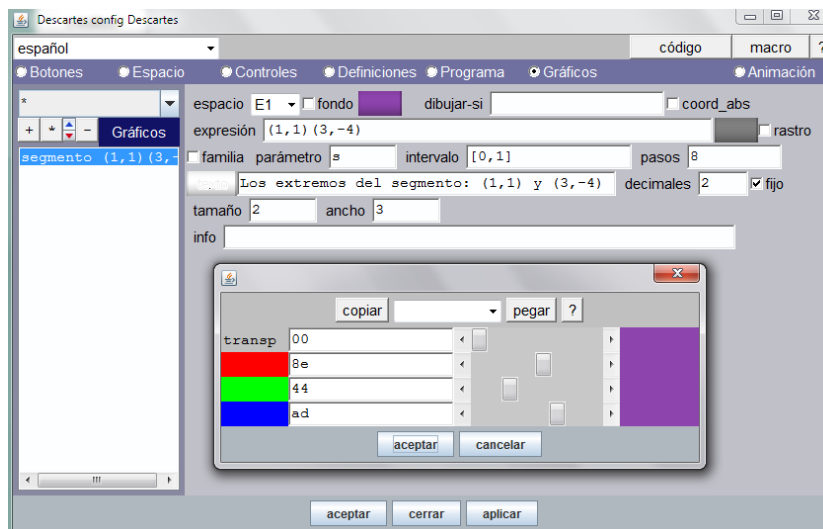 Descartes config Descartes
español código macro ?
Botones Espacio Controles Definiciones Programa Gráficos Animación
* espacio E1 fondo dibujar-si coord_abs
+ * - Gráficos expresión (1,1)(3,-4) rastro
segmento (1,1)(3,- familia parámetro s intervalo [0,1] pasos 8
Los extremos del segmento: (1,1) y (3,-4) decimales 2 fijo
tamaño 2 ancho 3
info
copiar pegar ?
transp 00
8e
44
ad
aceptar cancelar
aceptar cerrar aplicar